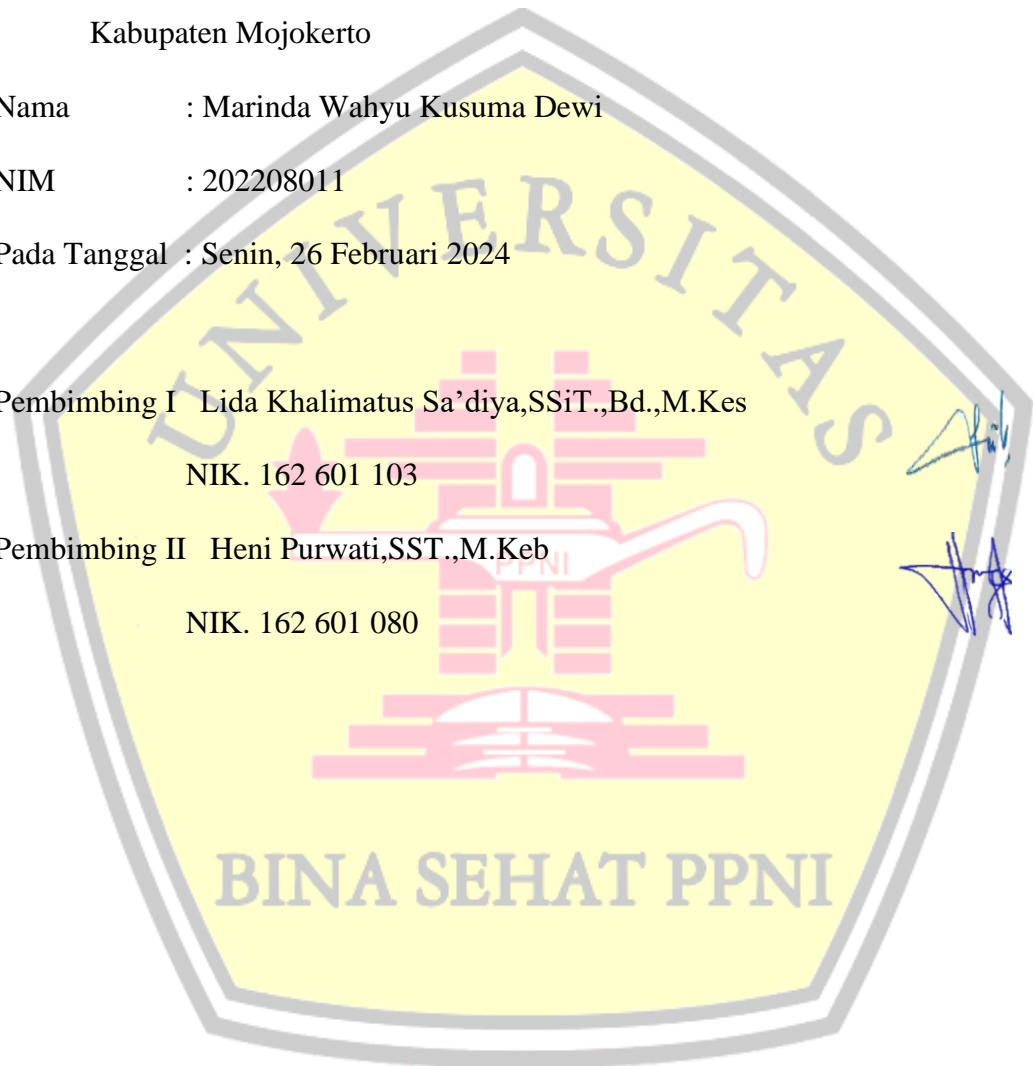 Kabupaten Mojokerto
Nama : Marinda Wahyu Kusuma Dewi
NIM : 202208011
Pada Tanggal : Senin, 26 Februari 2024
UNIVERSITAS
Pembimbing I Lida Khalimatus Sa’diya,SSiT.,Bd.,M.Kes
NIK. 162 601 103
Pembimbing II Heni Purwati,SST.,M.Keb
PPNI
NIK. 162 601 080
BINA SEHAT PPNI